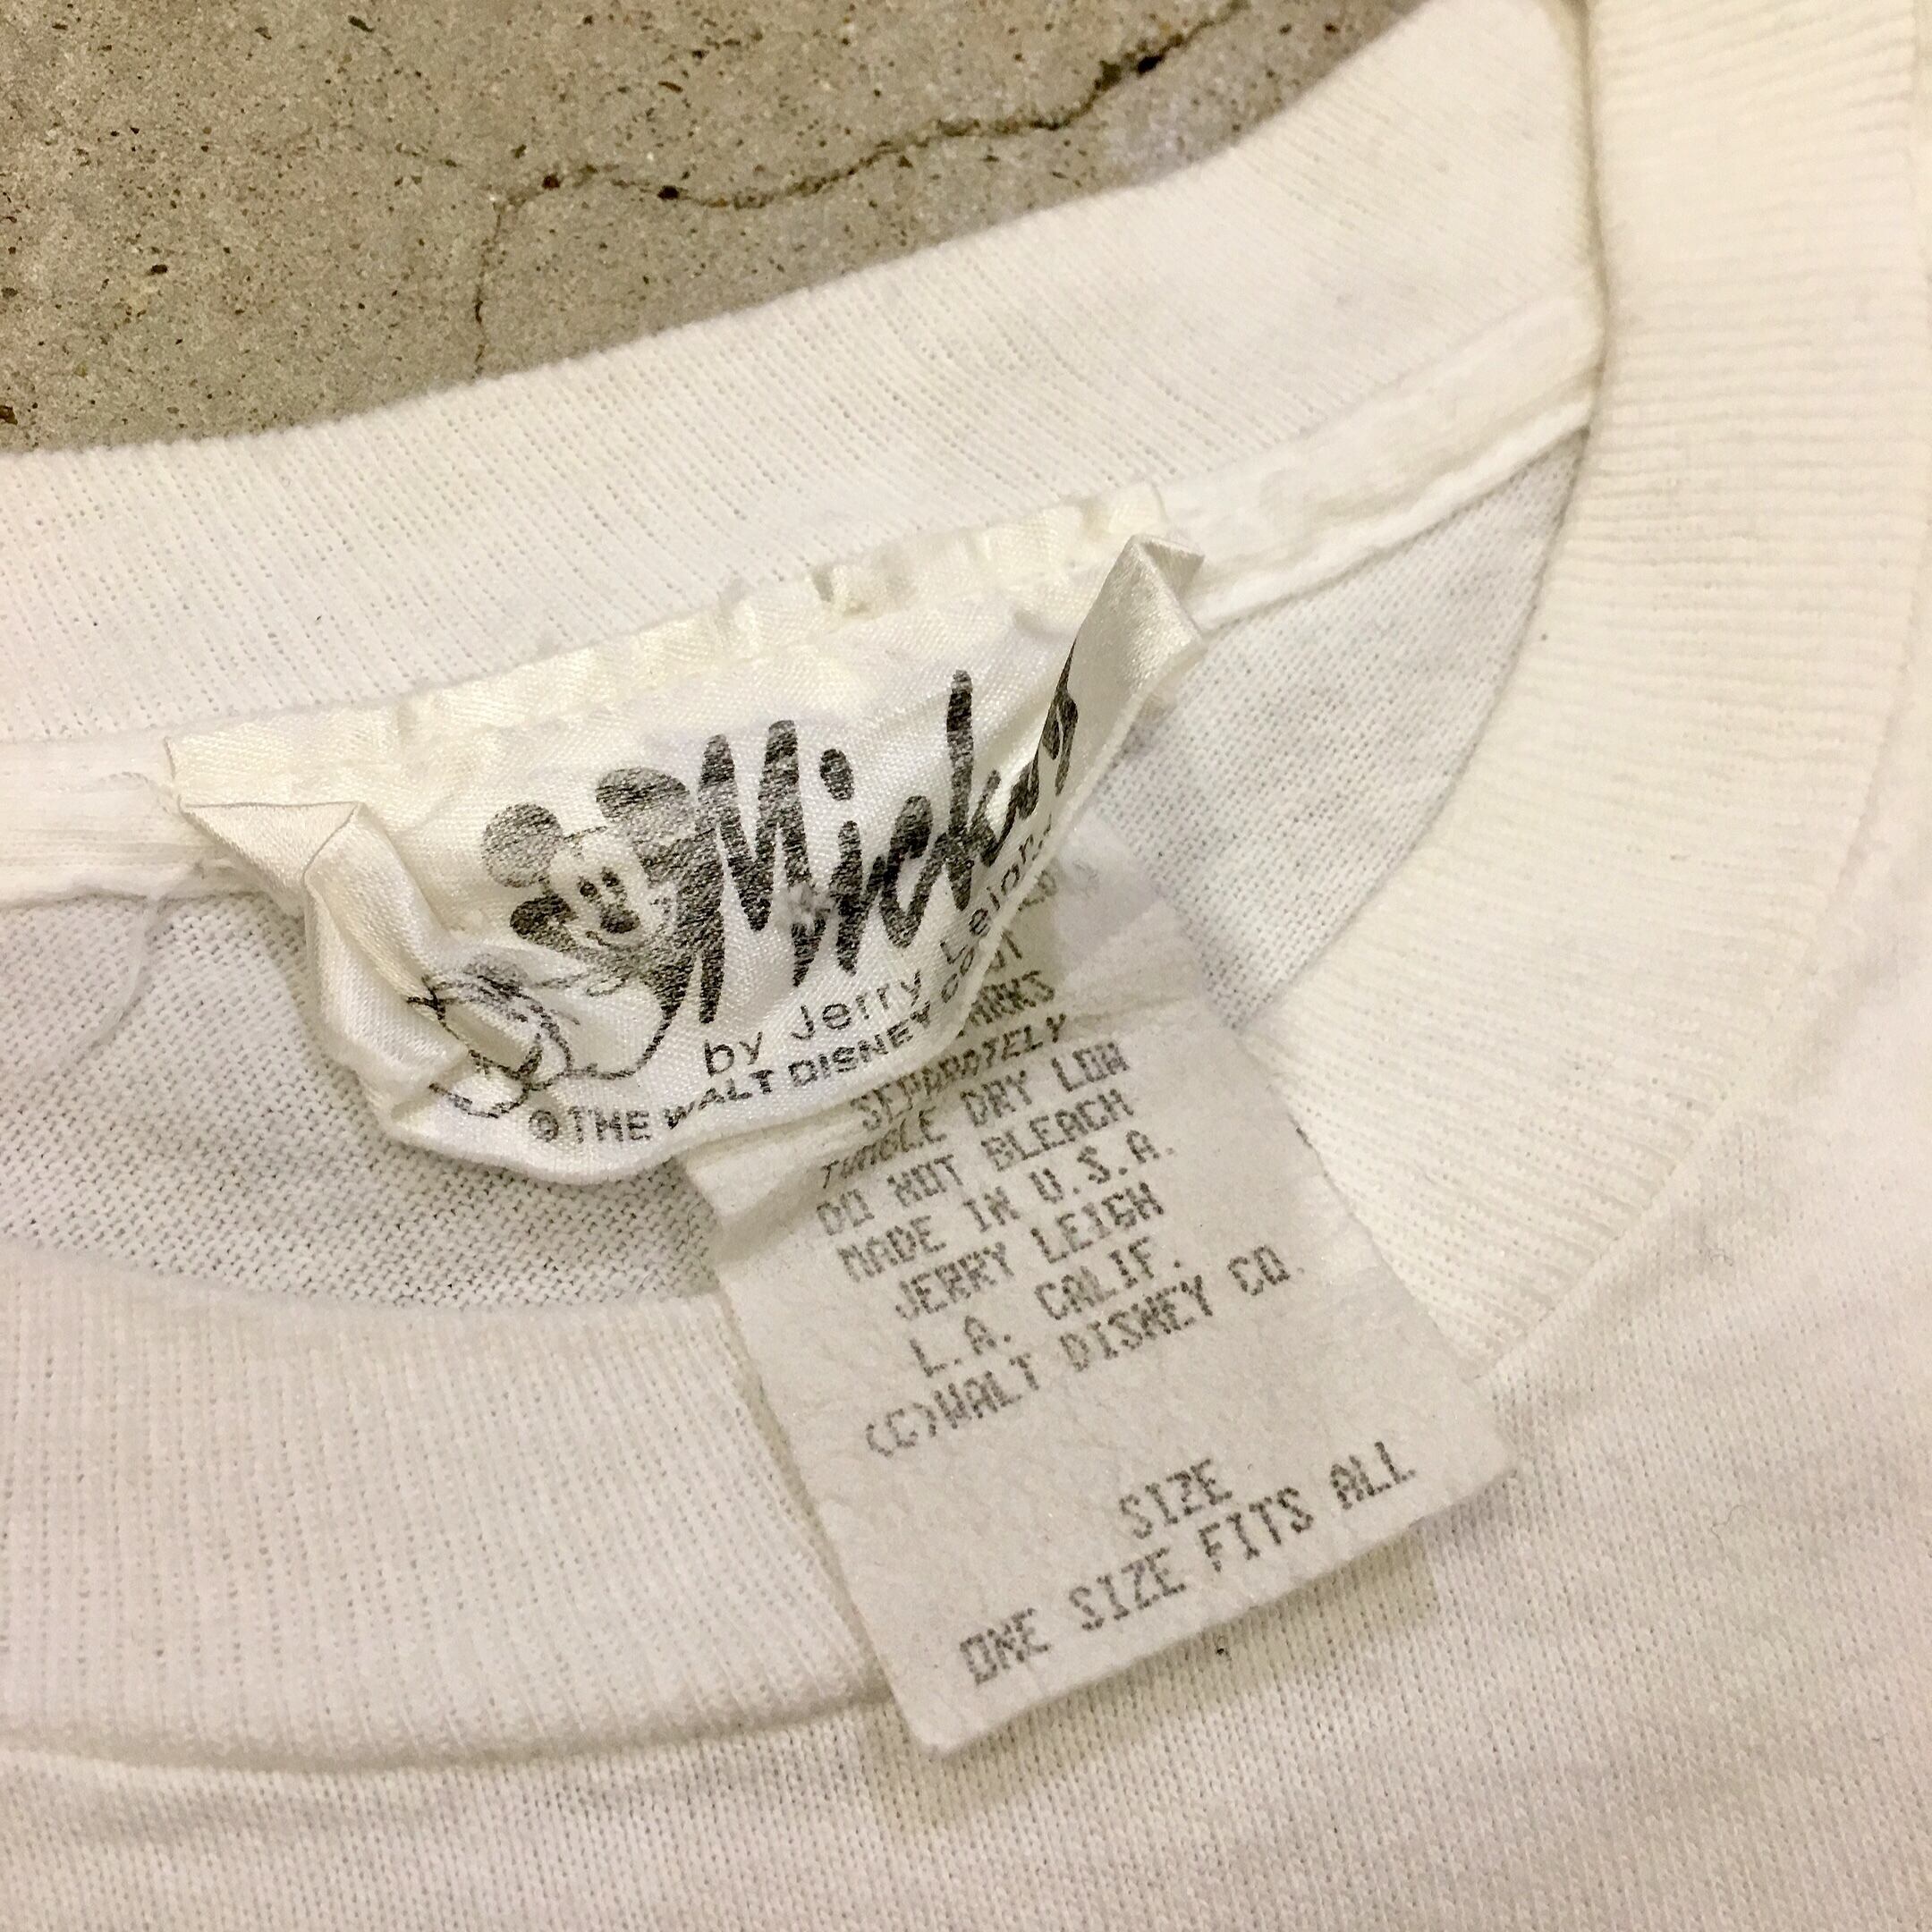 Mickey
by Jerry Leigh
© THE WALT DISNEY CO
SEPARATELY
TUMBLE DRY LOW
DO NOT BLEACH
MADE IN U.S.A.
JERRY LEIGH
L.A. CALIF.
(C)WALT DISNEY CO.
SIZE
ONE SIZE FITS ALL